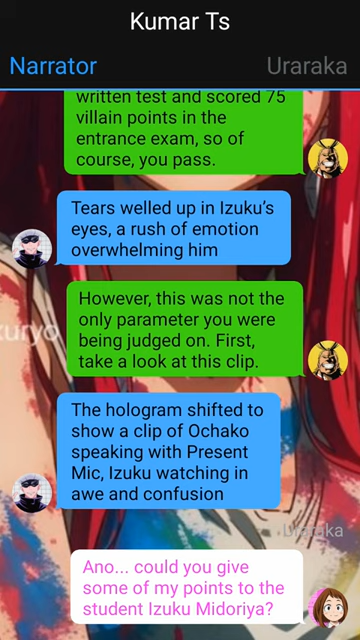 Kumar Ts
Narrator
Uraraka
written test and scored 75
villain points in the
entrance exam, so of
course, you pass.
Tears welled up in Izuku’s
eyes, a rush of emotion
overwhelming him
However, this was not the
only parameter you were
being judged on. First,
take a look at this clip.
The hologram shifted to
show a clip of Ochako
speaking with Present
Mic, Izuku watching in
awe and confusion
Uraraka
Ano... could you give
some of my points to the
student Izuku Midoriya?